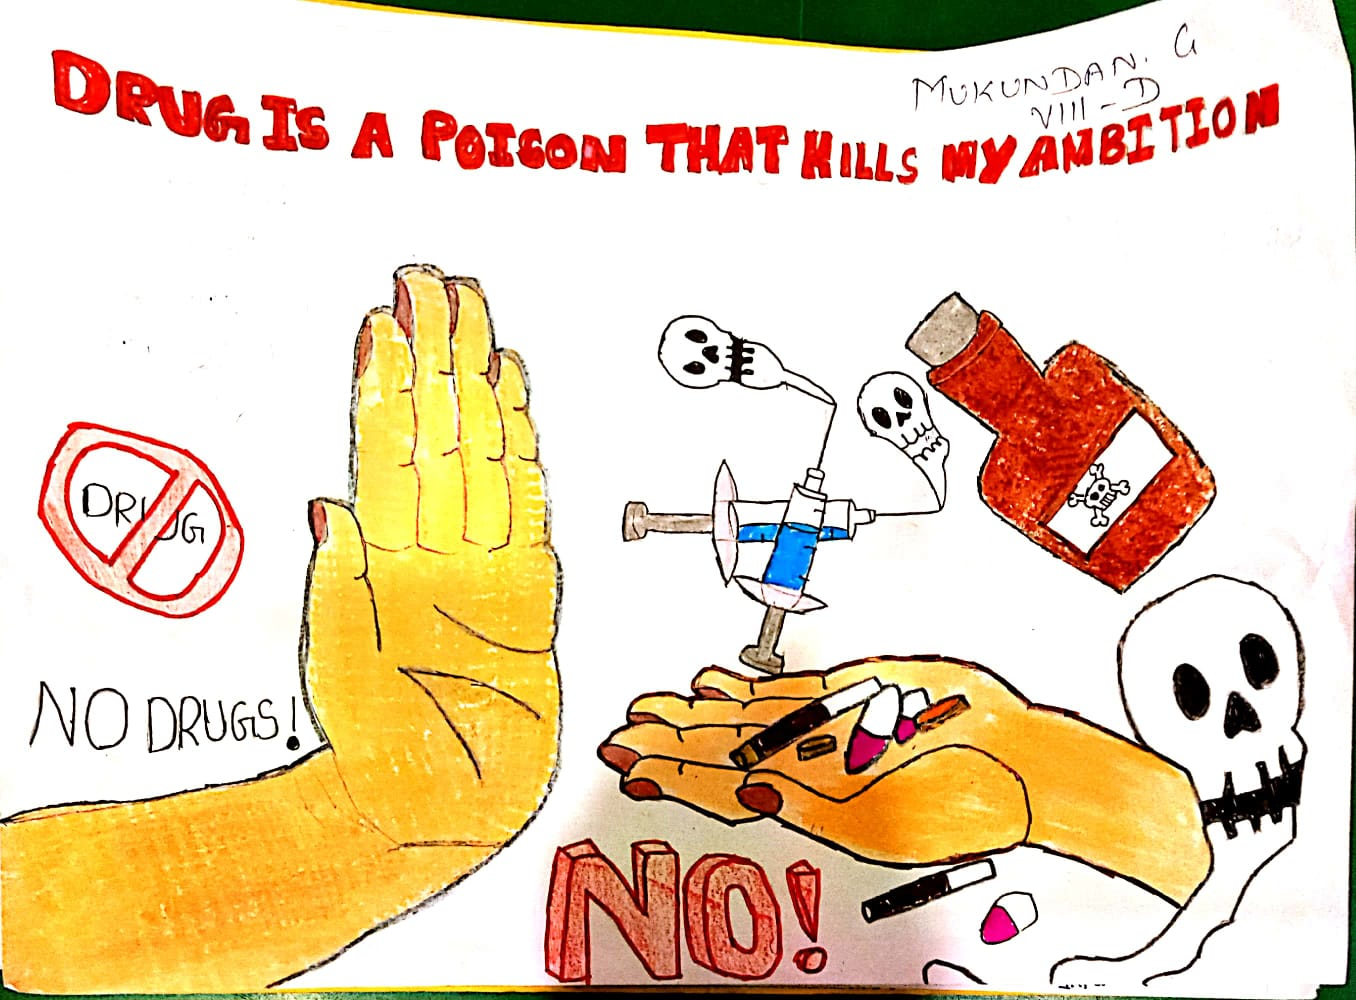 MUKUNDAN. G
VIII - D
DRUG IS A POISON THAT KILLS MY AMBITION
DRUG
NO DRUGS!
NO!